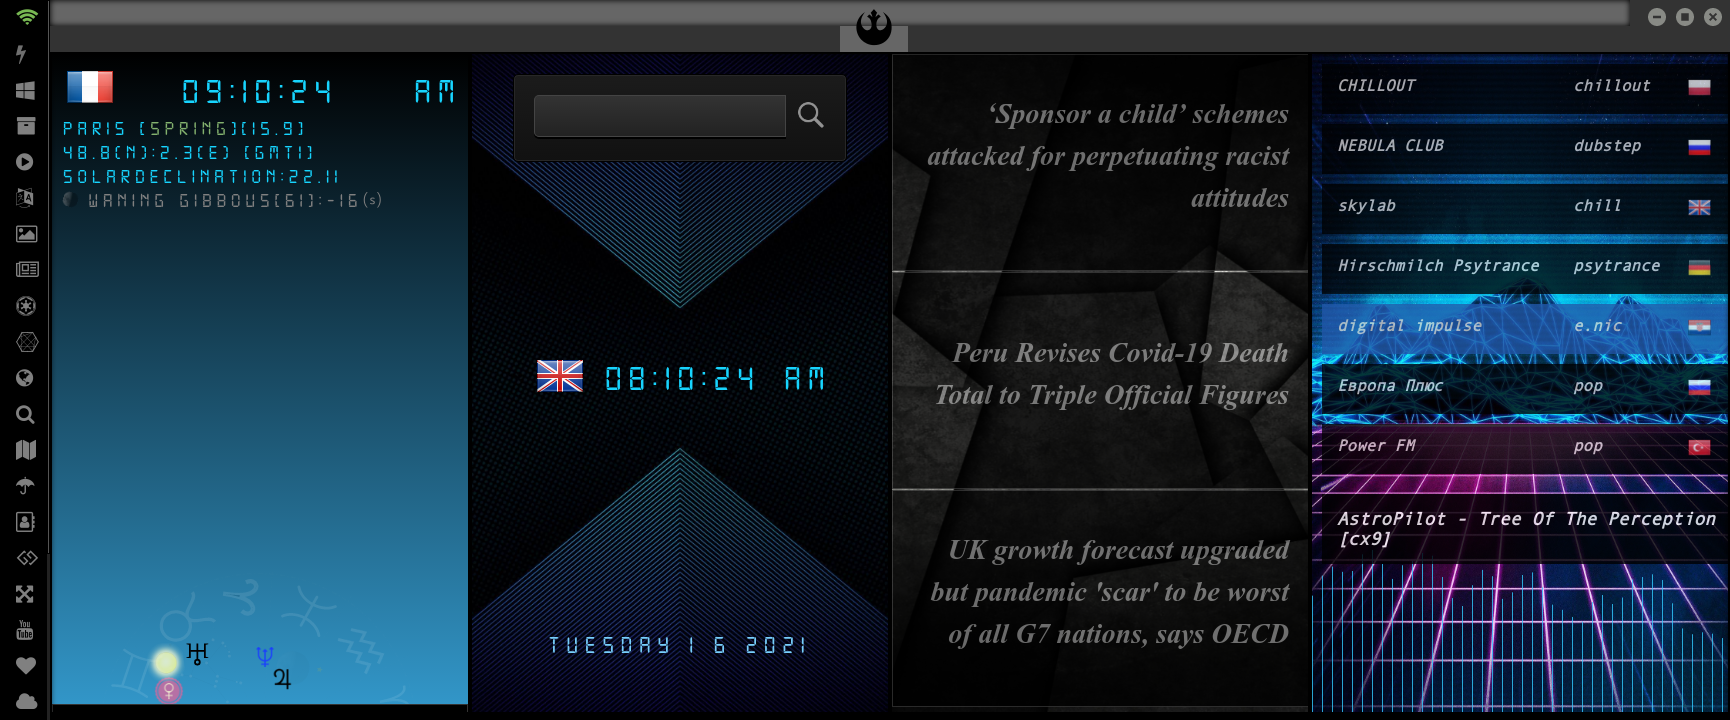 09:10:24 AM
PARIS [SPRING][15.9]
48.8(N):2.3(E) [GMT1]
SOLARDECLINATION:22.11
WANING GIBBOUS[61]:-16(s)
08:10:24 AM
TUESDAY 1 6 2021
‘Sponsor a child’ schemes
attacked for perpetuating racist
attitudes
Peru Revises Covid-19 Death
Total to Triple Official Figures
UK growth forecast upgraded
but pandemic 'scar' to be worst
of all G7 nations, says OECD
CHILLOUT chillout
NEBULA CLUB dubstep
skylab chill
Hirschmilch Psytrance psytrance
digital impulse e.nic
Европа Плюс pop
Power FM pop
AstroPilot - Tree Of The Perception
[cx9]
You
Tube